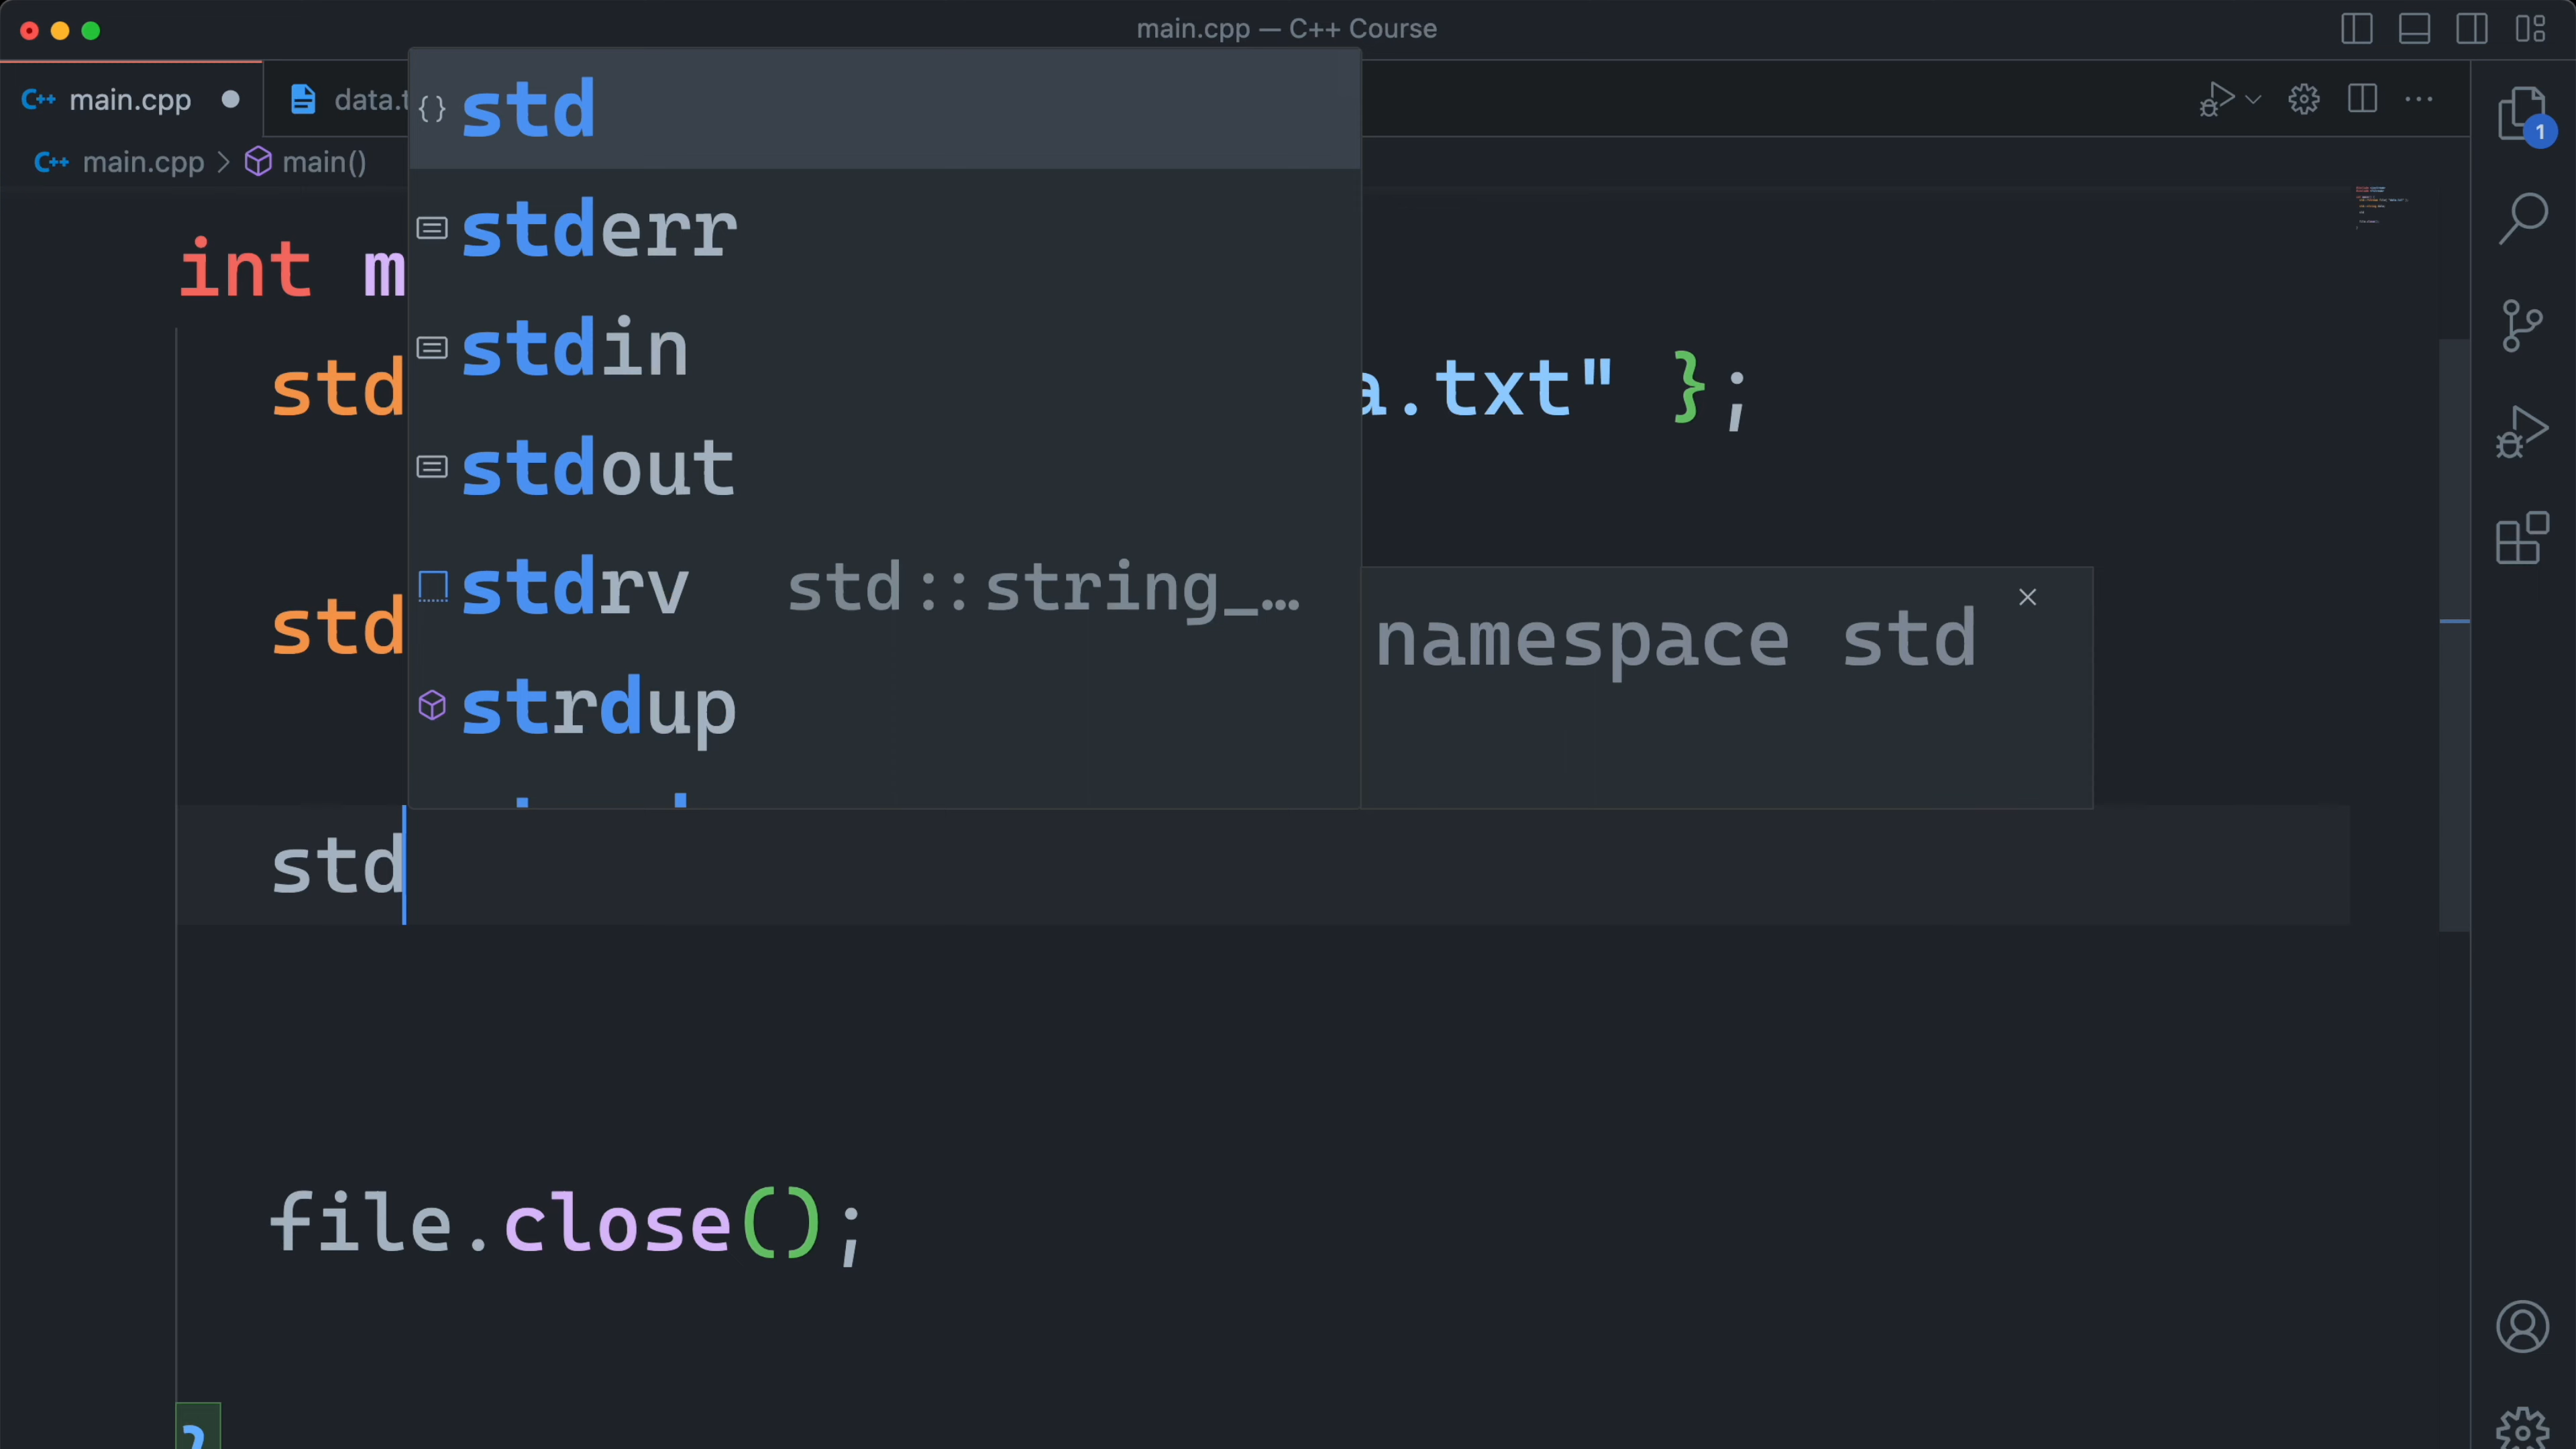 main.cpp — C++ Course
C++ main.cpp
data.t
C++ main.cpp > main()
1
{} std
stderr
stdin
stdout
stdrv std::string_…
strdup
int m
std
a.txt" };
std
namespace std
std
file.close();